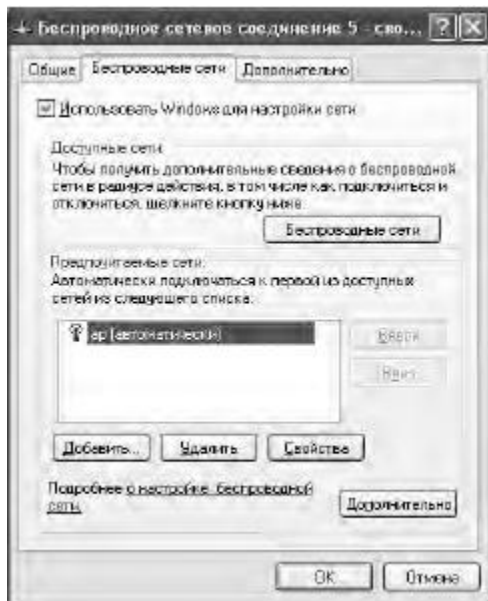 Беспроводное сетевое соединение 5 - сво...
Общие Беспроводные сети Дополнительно
Использовать Windows для настройки сети
Доступные сети:
Чтобы получить дополнительные сведения о беспроводной
сети в радиусе действия, в том числе как подключиться и
отключиться, щелкните кнопку ниже.
Беспроводные сети
Предпочитаемые сети:
Автоматически подключаться к первой из доступных
сетей из следующего списка:
ap (автоматически)
Вверх
Вниз
Добавить... Удалить Свойства
Подробнее о настройке беспроводной
сети.
Дополнительно
ОК Отмена